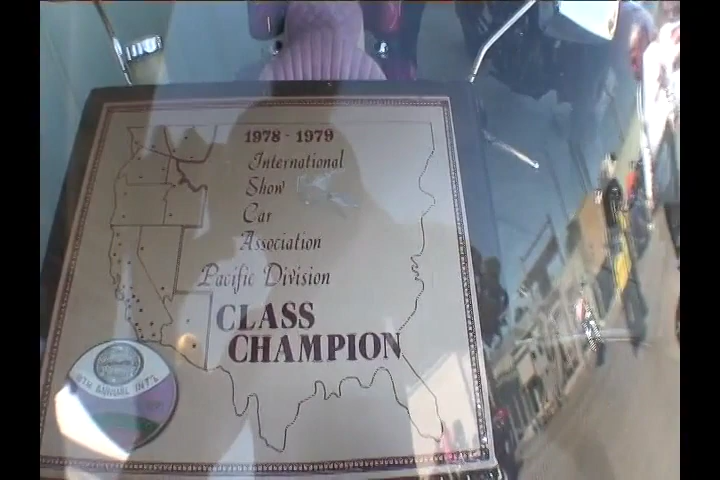 1978 - 1979
International
Show
Car
Association
Pacific Division
CLASS
CHAMPION
ANNUAL INT'L